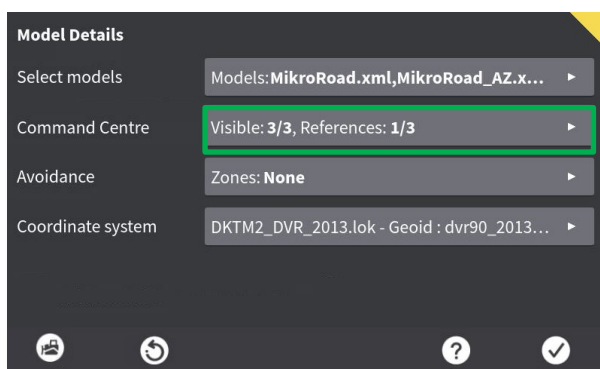 Model Details
Select models Models:MikroRoad.xml,MikroRoad_AZ.x...
Command Centre Visible: 3/3, References: 1/3
Avoidance Zones: None
Coordinate system DKTM2_DVR_2013.lok - Geoid : dvr90_2013...
?